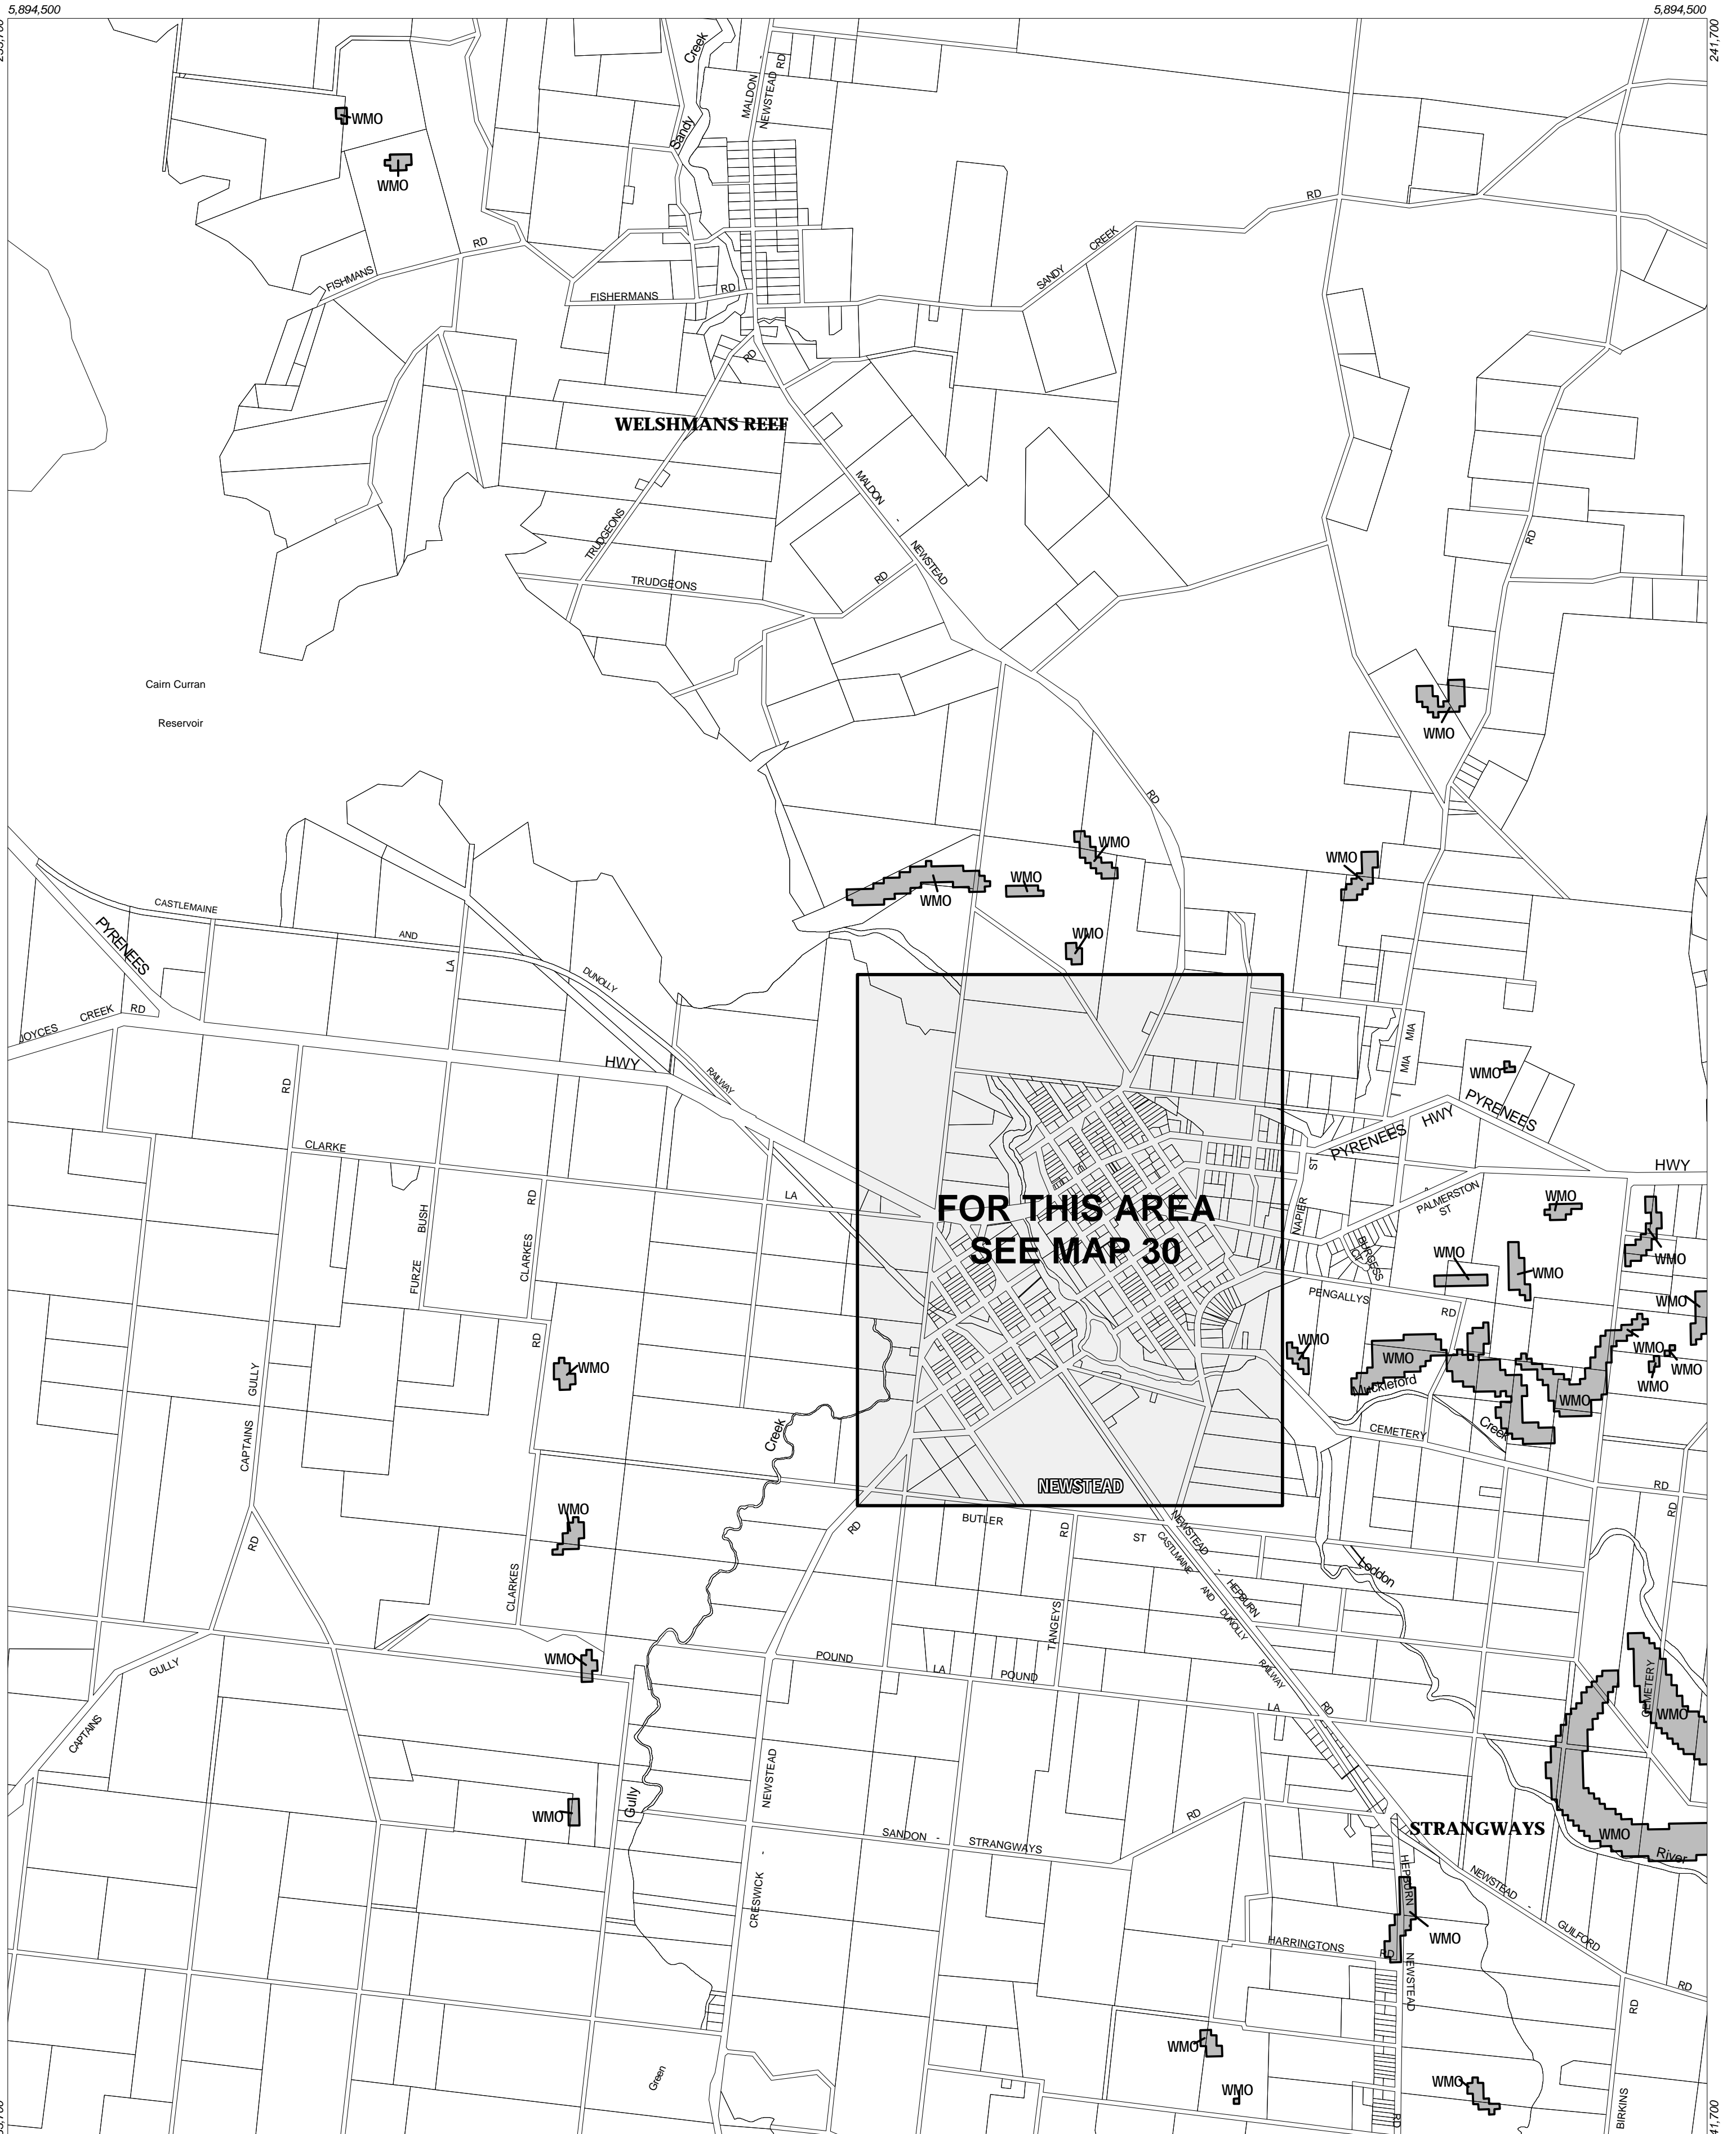 5,894,500
5,894,500
241,700
Creek
MALDON -
NEWSTEAD RD
Sandy
WMO
WMO
RD
CREEK
SANDY
RD
FISHMANS
FISHERMANS
RD
RD
WELSHMANS REEF
MALDON
-
NEWSTEAD
TRUDGEONS
RD
TRUDGEONS
RD
Cairn Curran
Reservoir
WMO
RD
WMO
WMO
WMO
WMO
WMO
CASTLEMAINE
AND
DUNOLLY
PYRENEES
LA
JOYCES
CREEK
RD
HWY
RAILWAY
RD
MIA
MIA
WMO
PYRENEES
HWY
PYRENEES
HWY
CLARKE
LA
ST
PALMERSTON
ST
NAPIER
BURGESS
CT
FOR THIS AREA
SEE MAP 30
BUSH
FURZE
RD
CLARKES
RD
WMO
WMO
WMO
WMO
WMO
PENGALLYS
RD
WMO
WMO
WMO
WMO
WMO
WMO
WMO
Muckleford
Creek
CEMETERY
RD
RD
GULLY
CAPTAINS
RD
Creek
NEWSTEAD
WMO
RD
BUTLER
RD
ST
NEWSTEAD
-
HEPBURN
CASTLMAINE
AND
DUNOLLY
RAILWAY
RD
Loddon
CLARKES
WMO
GULLY
CAPTAINS
POUND
LA
POUND
LA
TANGEYS
CEMETERY
WMO
WMO
River
NEWSTEAD
-
CRESWICK
Gully
WMO
SANDON -
STRANGWAYS
RD
STRANGWAYS
HEPBURN
NEWSTEAD
-
GUILFORD
RD
WMO
HARRINGTONS
RD
NEWSTEAD
RD
RD
BIRKINS
WMO
WMO
WMO
Green